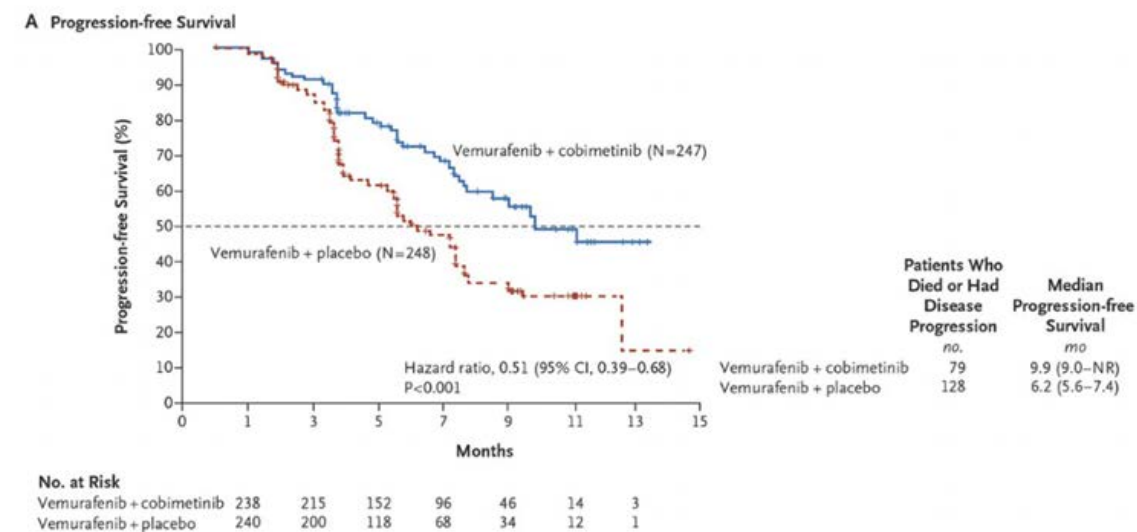 A Progression-free Survival
Progression-free Survival (%)
100
90
80
70
60
50
40
30
20
10
0
Vemurafenib + cobimetinib (N=247)
Vemurafenib + placebo (N=248)
Hazard ratio, 0.51 (95% CI, 0.39–0.68)
P<0.001
0 1 3 5 7 9 11 13 15
Months
Patients Who
Died or Had
Disease
Progression
Median
Progression-free
Survival
no. mo
Vemurafenib + cobimetinib 79 9.9 (9.0–NR)
Vemurafenib + placebo 128 6.2 (5.6–7.4)
No. at Risk
Vemurafenib + cobimetinib 238 215 152 96 46 14 3
Vemurafenib + placebo 240 200 118 68 34 12 1